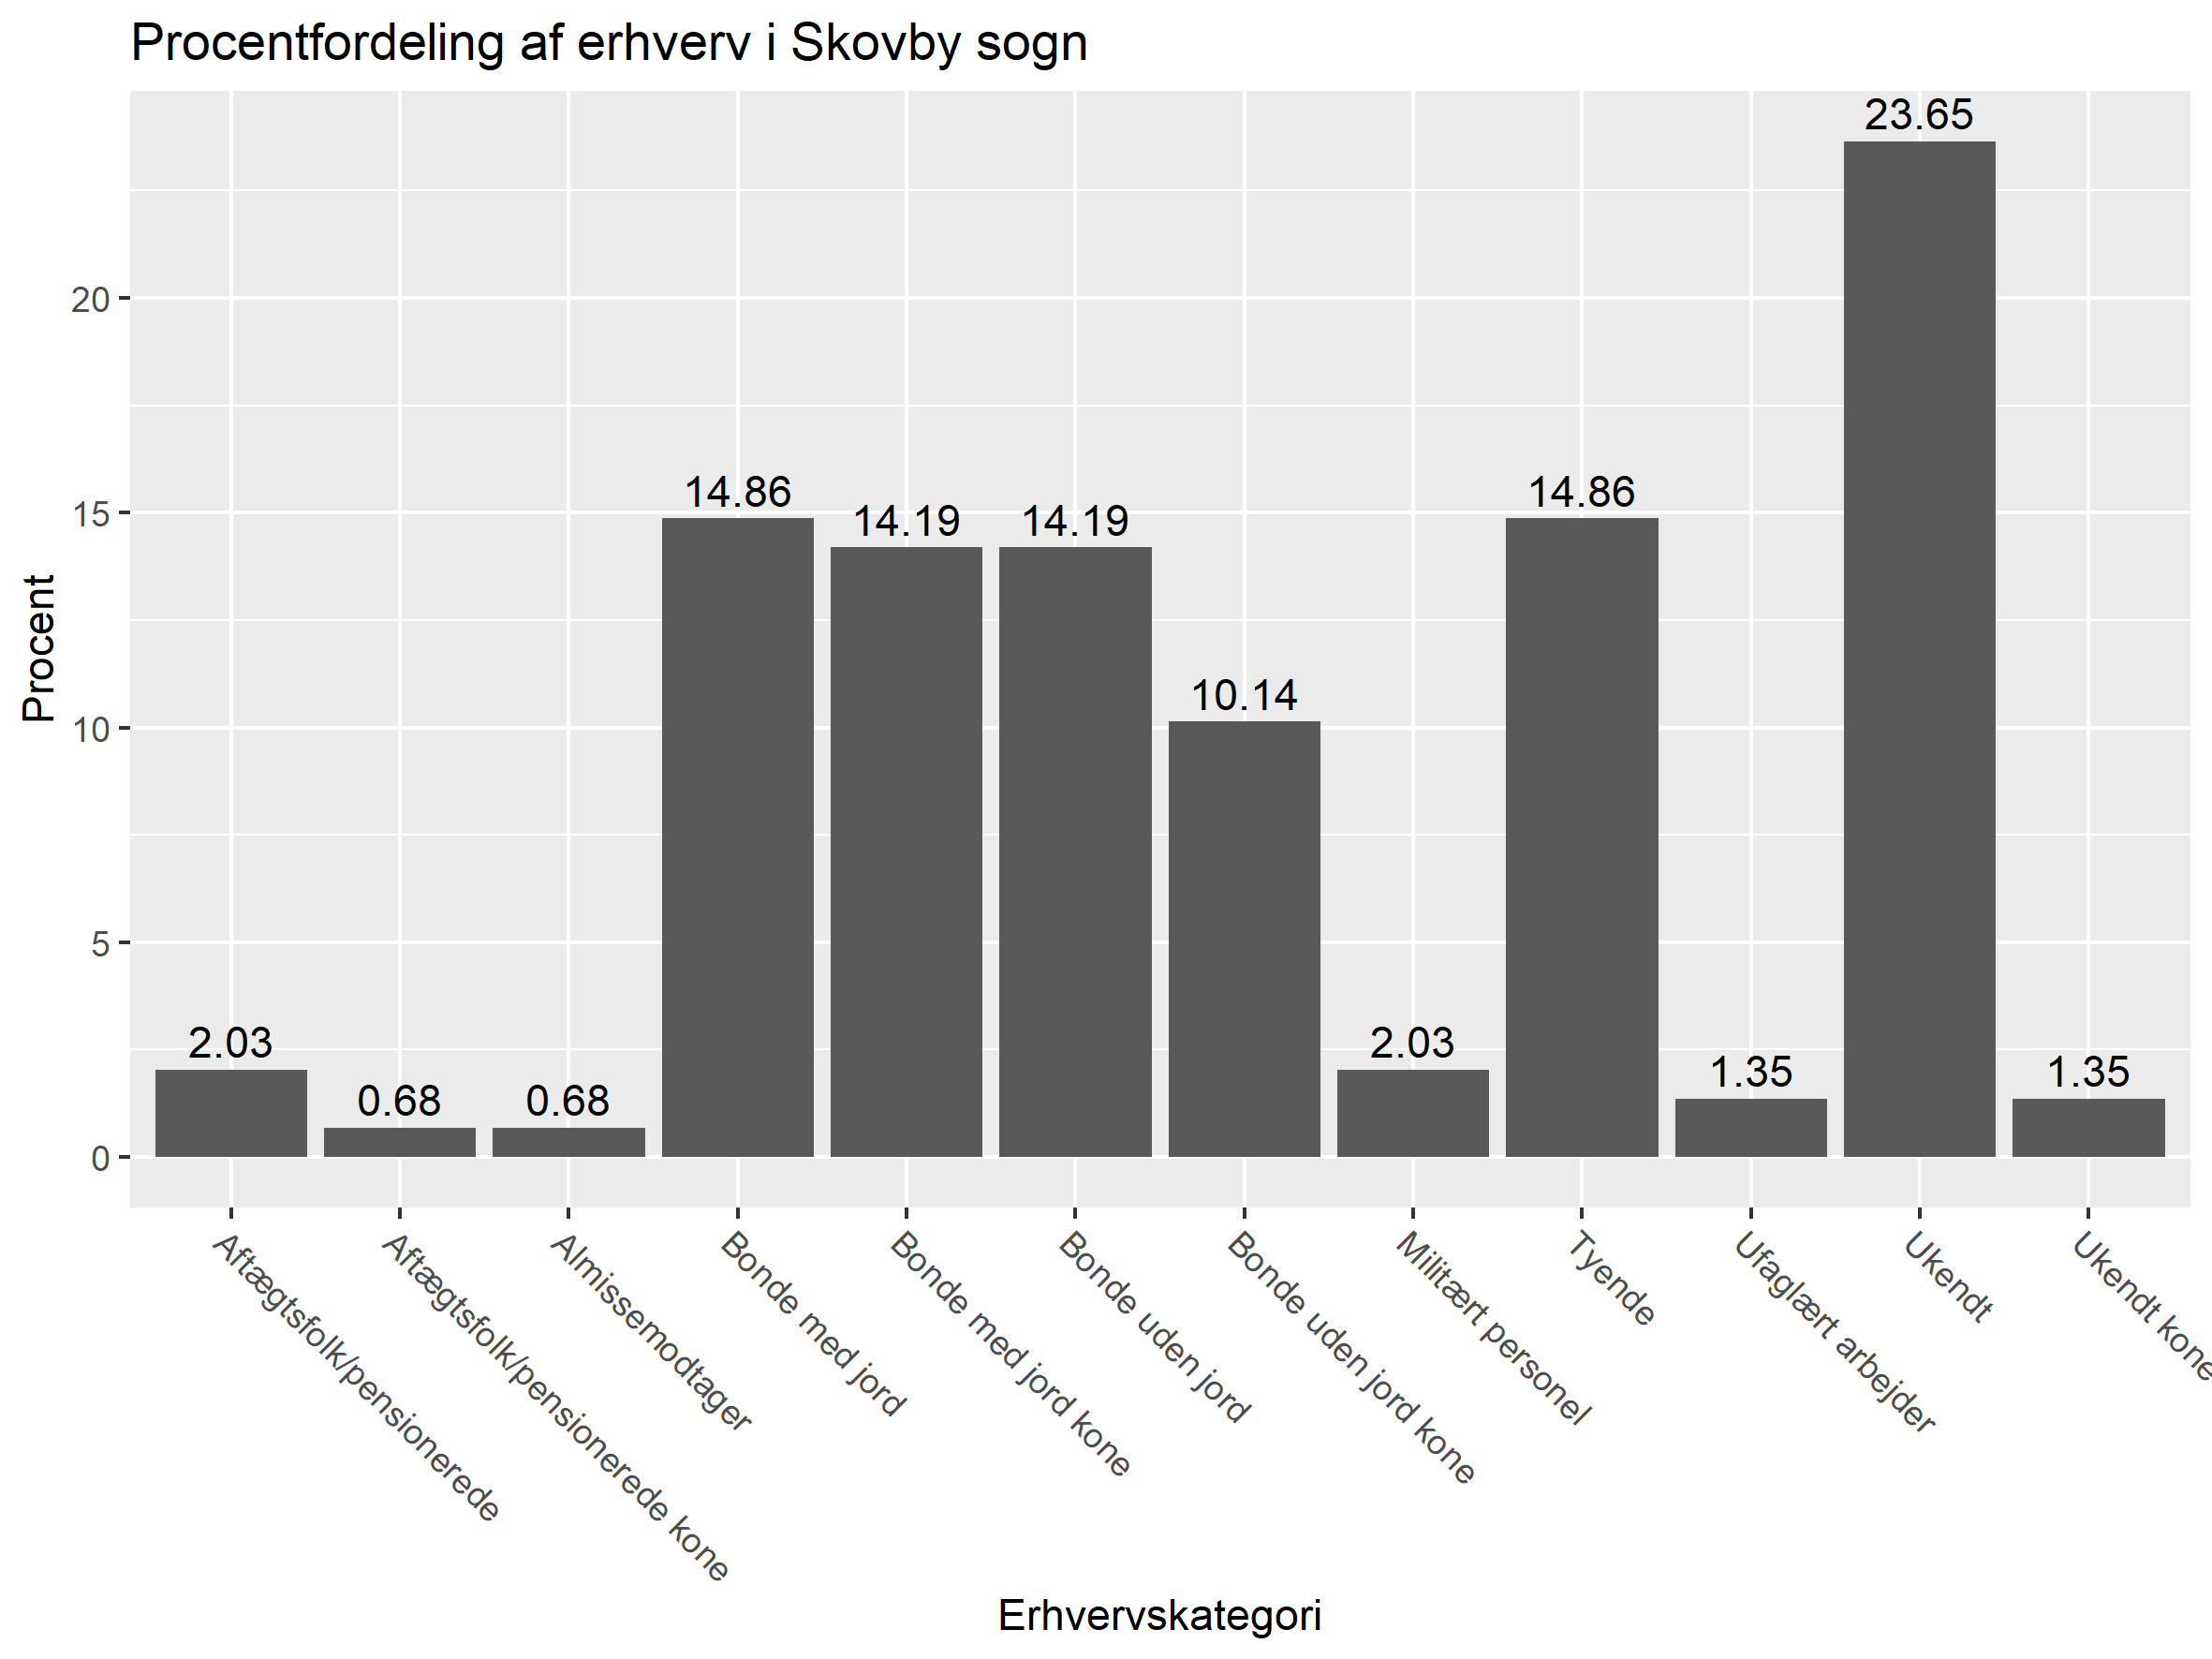 Procentfordeling af erhverv i Skovby sogn
Procent
20
15
10
5
0
2.03
0.68
0.68
14.86
14.19
14.19
10.14
2.03
14.86
1.35
23.65
1.35
Aftægtsfolk/pensionerede
Aftægtsfolk/pensionerede kone
Almissemodtager
Bonde med jord
Bonde med jord kone
Bonde uden jord
Bonde uden jord kone
Militært personel
Tyende
Ufaglært arbejder
Ukendt
Ukendt kone
Erhvervskategori